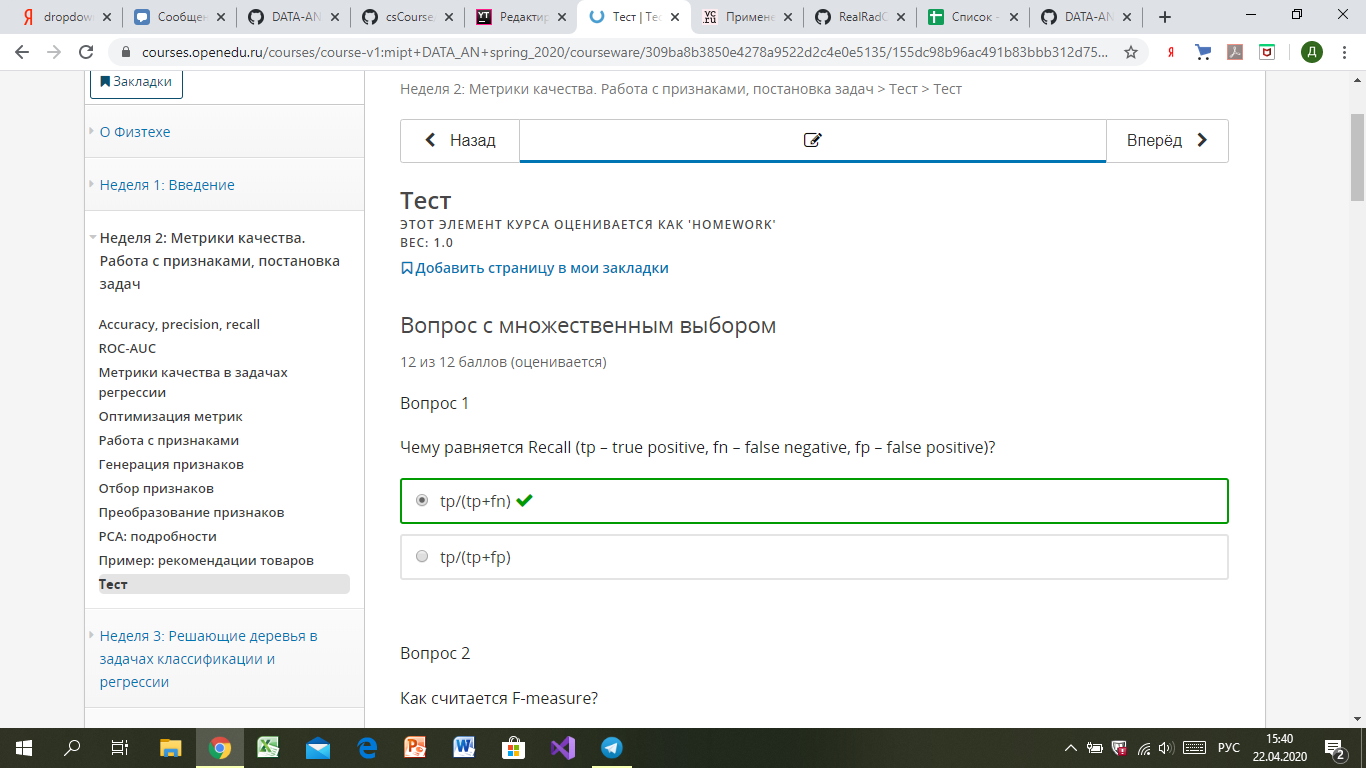 dropdow
Сообщен
DATA-AN
csCourse
Редактир
Тест | Тес
Примене
RealRadC
Список -
DATA-AN
courses.openedu.ru/courses/course-v1:mipt+DATA_AN+spring_2020/courseware/309ba8b3850e4278a9522d2c4e0e5135/155dc98b96ac491b83bbb312d75...
Закладки
О Физтехе
Неделя 1: Введение
Неделя 2: Метрики качества.
Работа с признаками, постановка
задач
Accuracy, precision, recall
ROC-AUC
Метрики качества в задачах
регрессии
Оптимизация метрик
Работа с признаками
Генерация признаков
Отбор признаков
Преобразование признаков
PCA: подробности
Пример: рекомендации товаров
Тест
Неделя 3: Решающие деревья в
задачах классификации и
регрессии
Неделя 2: Метрики качества. Работа с признаками, постановка задач > Тест > Тест
Назад
Вперёд
Тест
ЭТОТ ЭЛЕМЕНТ КУРСА ОЦЕНИВАЕТСЯ КАК 'HOMEWORK'
ВЕС: 1.0
Добавить страницу в мои закладки
Вопрос с множественным выбором
12 из 12 баллов (оценивается)
Вопрос 1
Чему равняется Recall (tp – true positive, fn – false negative, fp – false positive)?
tp/(tp+fn)
tp/(tp+fp)
Вопрос 2
Как считается F-measure?
РУС
15:40
22.04.2020
2